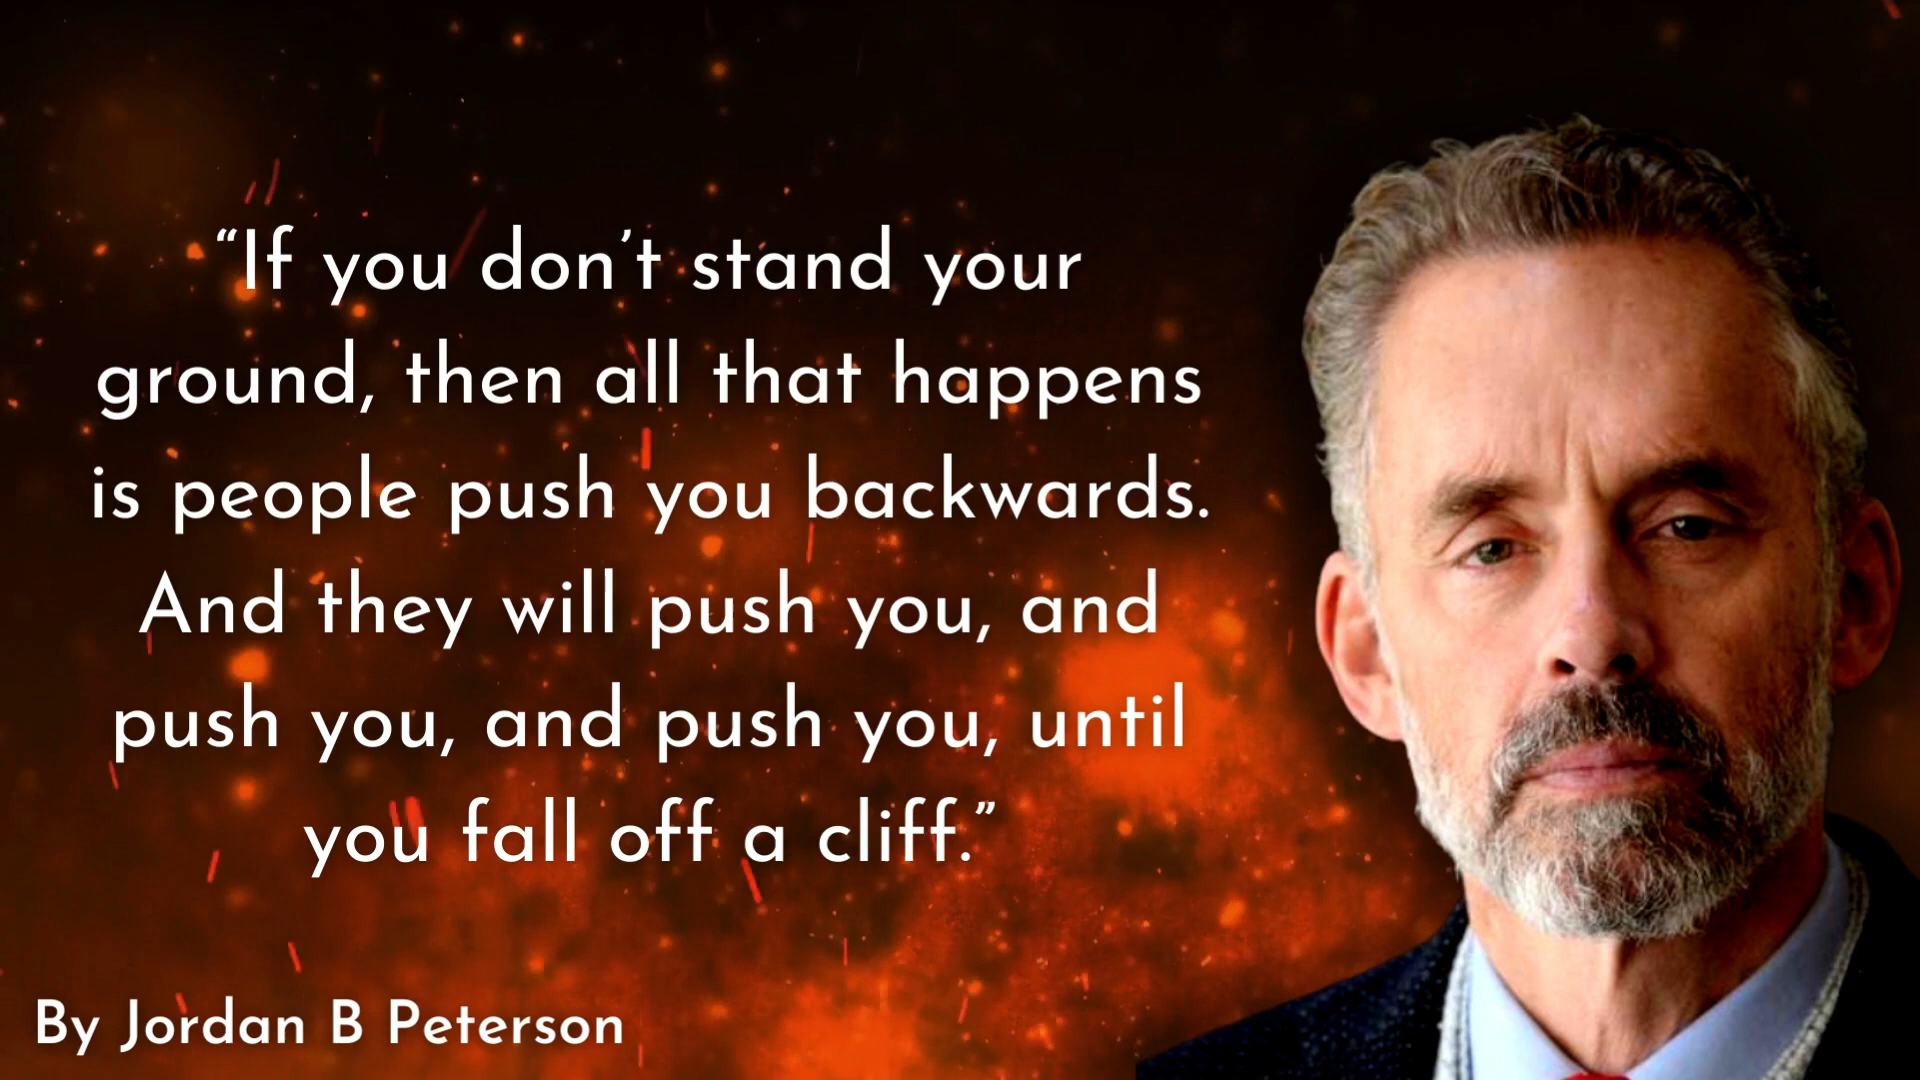 “If you don’t stand your
ground, then all that happens
is people push you backwards.
And they will push you, and
push you, and push you, until
you fall off a cliff.”
By Jordan B Peterson